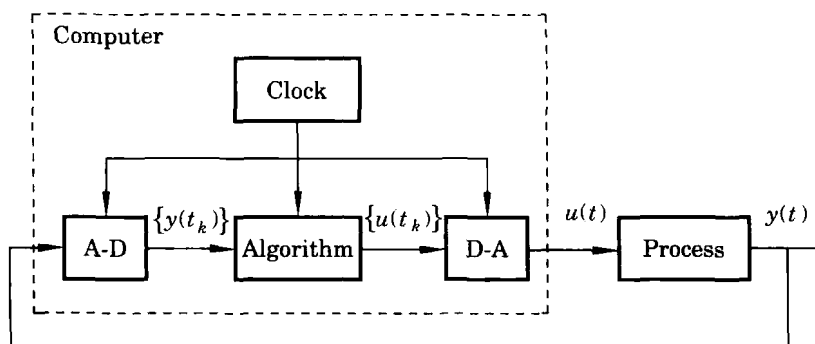 Computer
Clock
{y(t_k)}
{u(t_k)}
u(t)
y(t)
A-D
Algorithm
D-A
Process